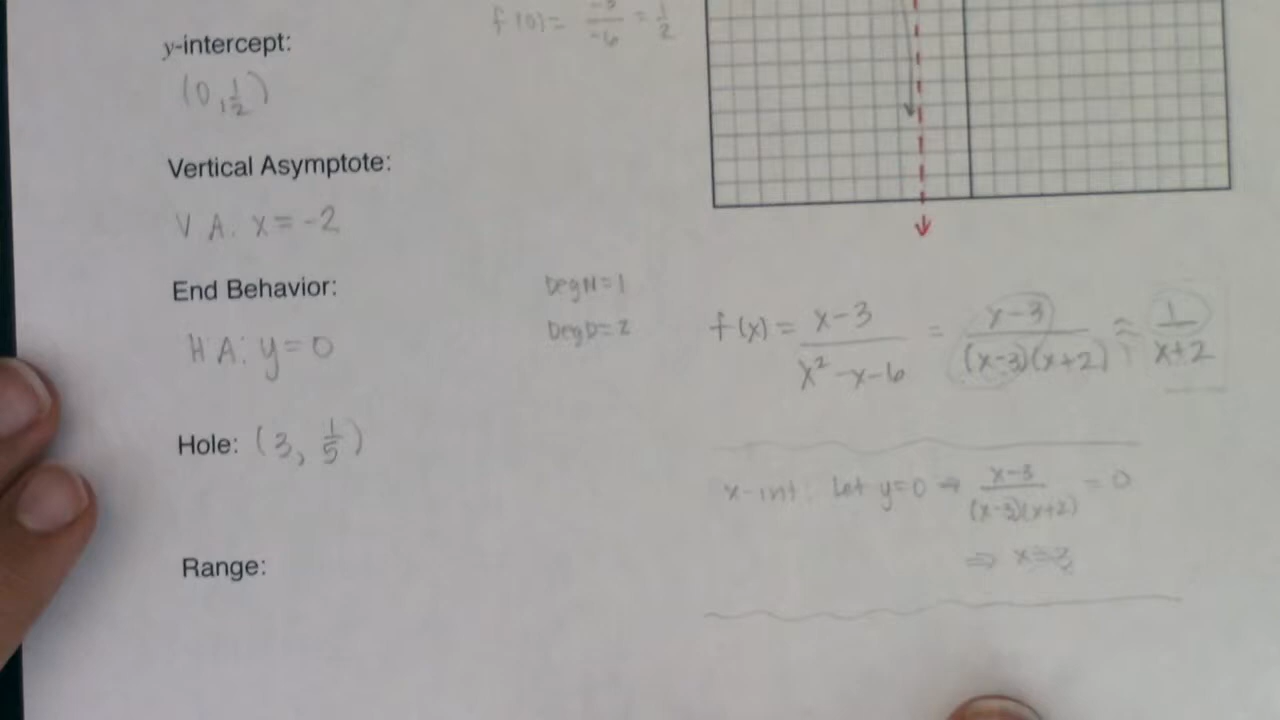 f(0) = -3/-6 = 1/2
y-intercept:
(0, 1/2)
Vertical Asymptote:
V A. x = -2
End Behavior:
Deg N = 1
Deg D = 2
H A: y = 0
f(x) = x-3/x² -x-6 = x-3/(x-3)(x+2) ≈ 1/x+2
Hole: (3, 1/5)
x-int: Let y=0 ⇒ x-3/(x-3)(x+2) = 0
⇒ x=3
Range: